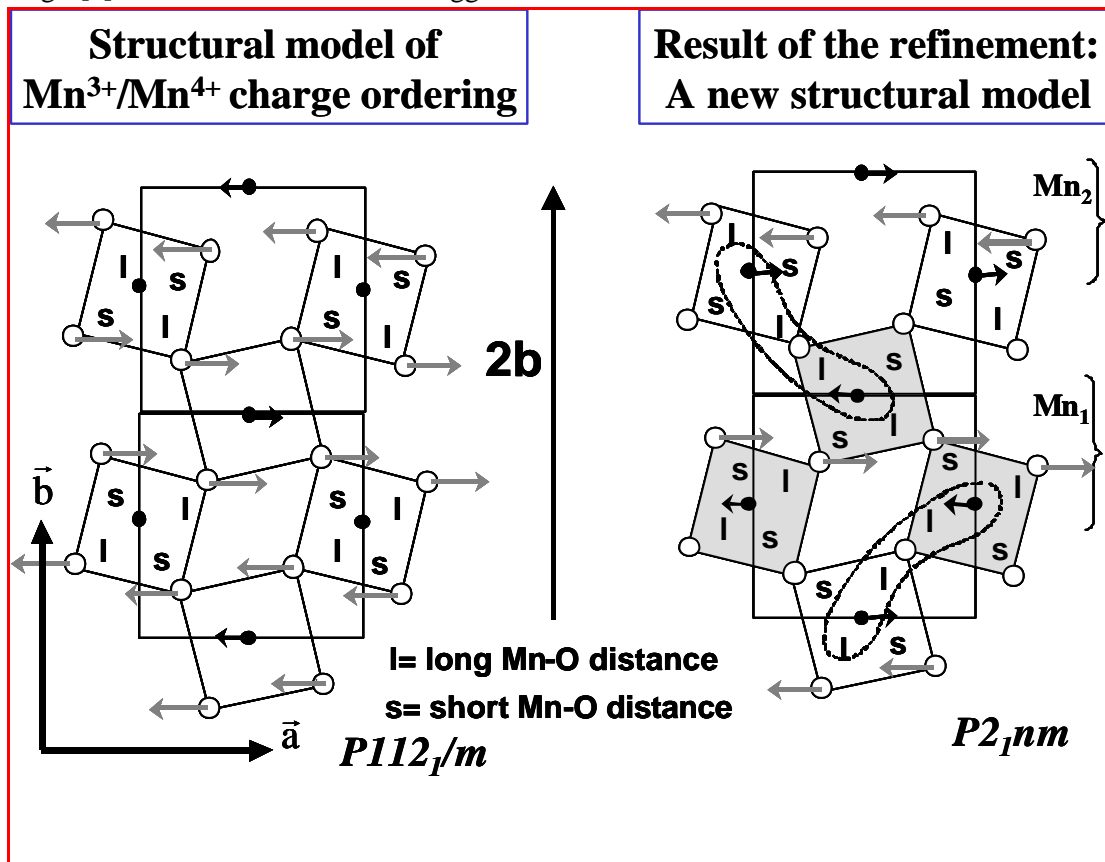 Structural model of
Mn³⁺/Mn⁴⁺ charge ordering
Result of the refinement:
A new structural model
Mn₂
l l
l s l s
s s s s
s l s l
s l s l
2b l s
Mn₁
l l
s l s
s s l l
b s l s l
l s l s l s l s
s l
l s
l= long Mn-O distance
s= short Mn-O distance
a P112₁/m
P2₁nm